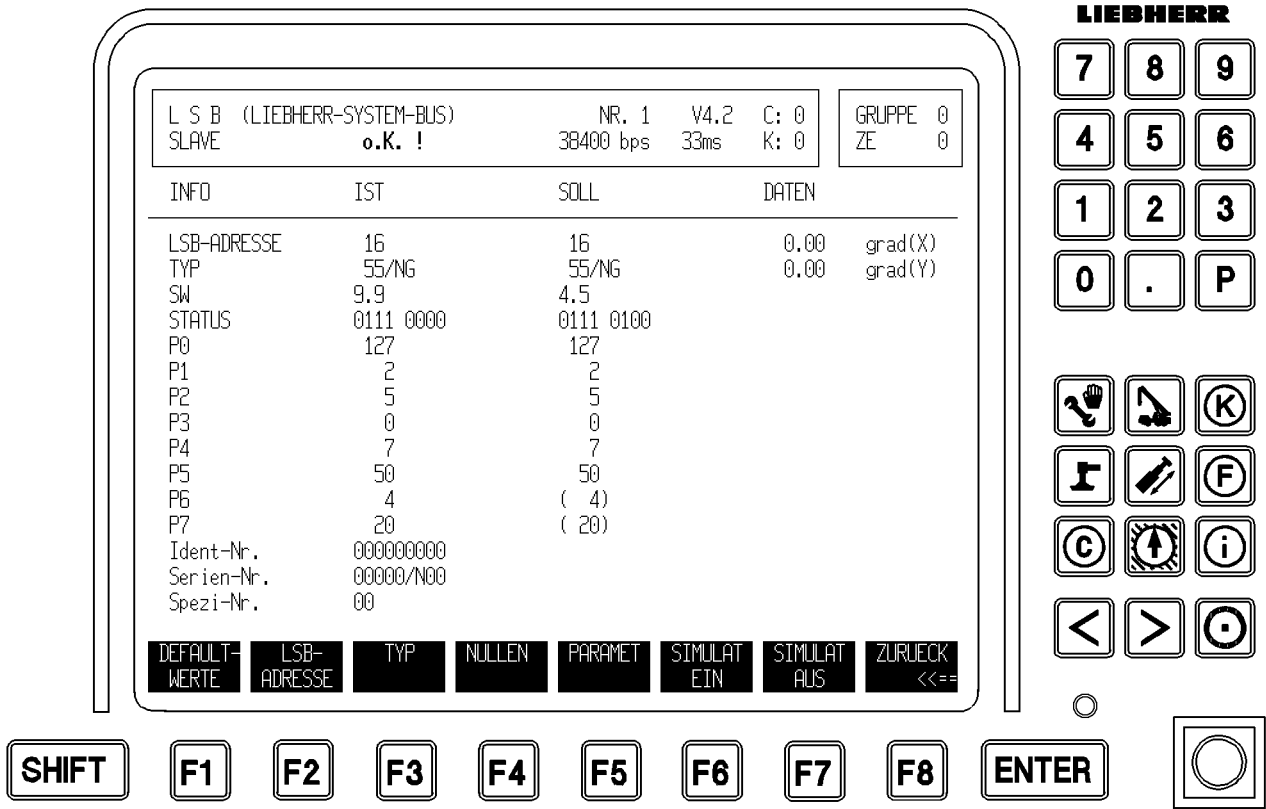 LIEBHERR
L S B (LIEBHERR-SYSTEM-BUS) NR. 1 V4.2 C: 0 GRUPPE 0
SLAVE o.K. ! 38400 bps 33ms K: 0 ZE 0
INFO IST SOLL DATEN
LSB-ADRESSE 16 16 0.00 grad(X)
TYP 55/NG 55/NG 0.00 grad(Y)
SW 9.9 4.5
STATUS 0111 0000 0111 0100
P0 127 127
P1 2 2
P2 5 5
P3 0 0
P4 7 7
P5 50 50
P6 4 ( 4)
P7 20 ( 20)
Ident-Nr. 000000000
Serien-Nr. 00000/N00
Spezi-Nr. 00
DEFAULT- LSB- TYP NULLEN PARAMET SIMULAT SIMULAT ZURUECK
WERTE ADRESSE EIN AUS <<==
7 8 9
4 5 6
1 2 3
0 . P
K
F
C i
< >
SHIFT F1 F2 F3 F4 F5 F6 F7 F8 ENTER